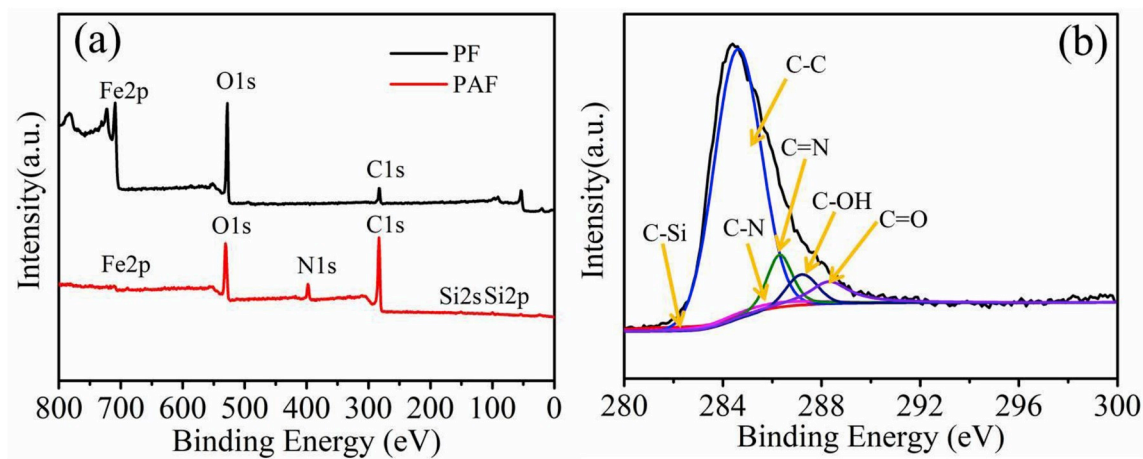 (a)
PF
PAF
Fe2p
O1s
C1s
O1s
C1s
Fe2p
N1s
Si2s Si2p
800 700 600 500 400 300 200 100 0
Binding Energy (eV)
Intensity(a.u.)
(b)
C-C
C=N
C-OH
C-N
C=O
C-Si
280 284 288 292 296 300
Binding Energy (eV)
Intensity(a.u.)